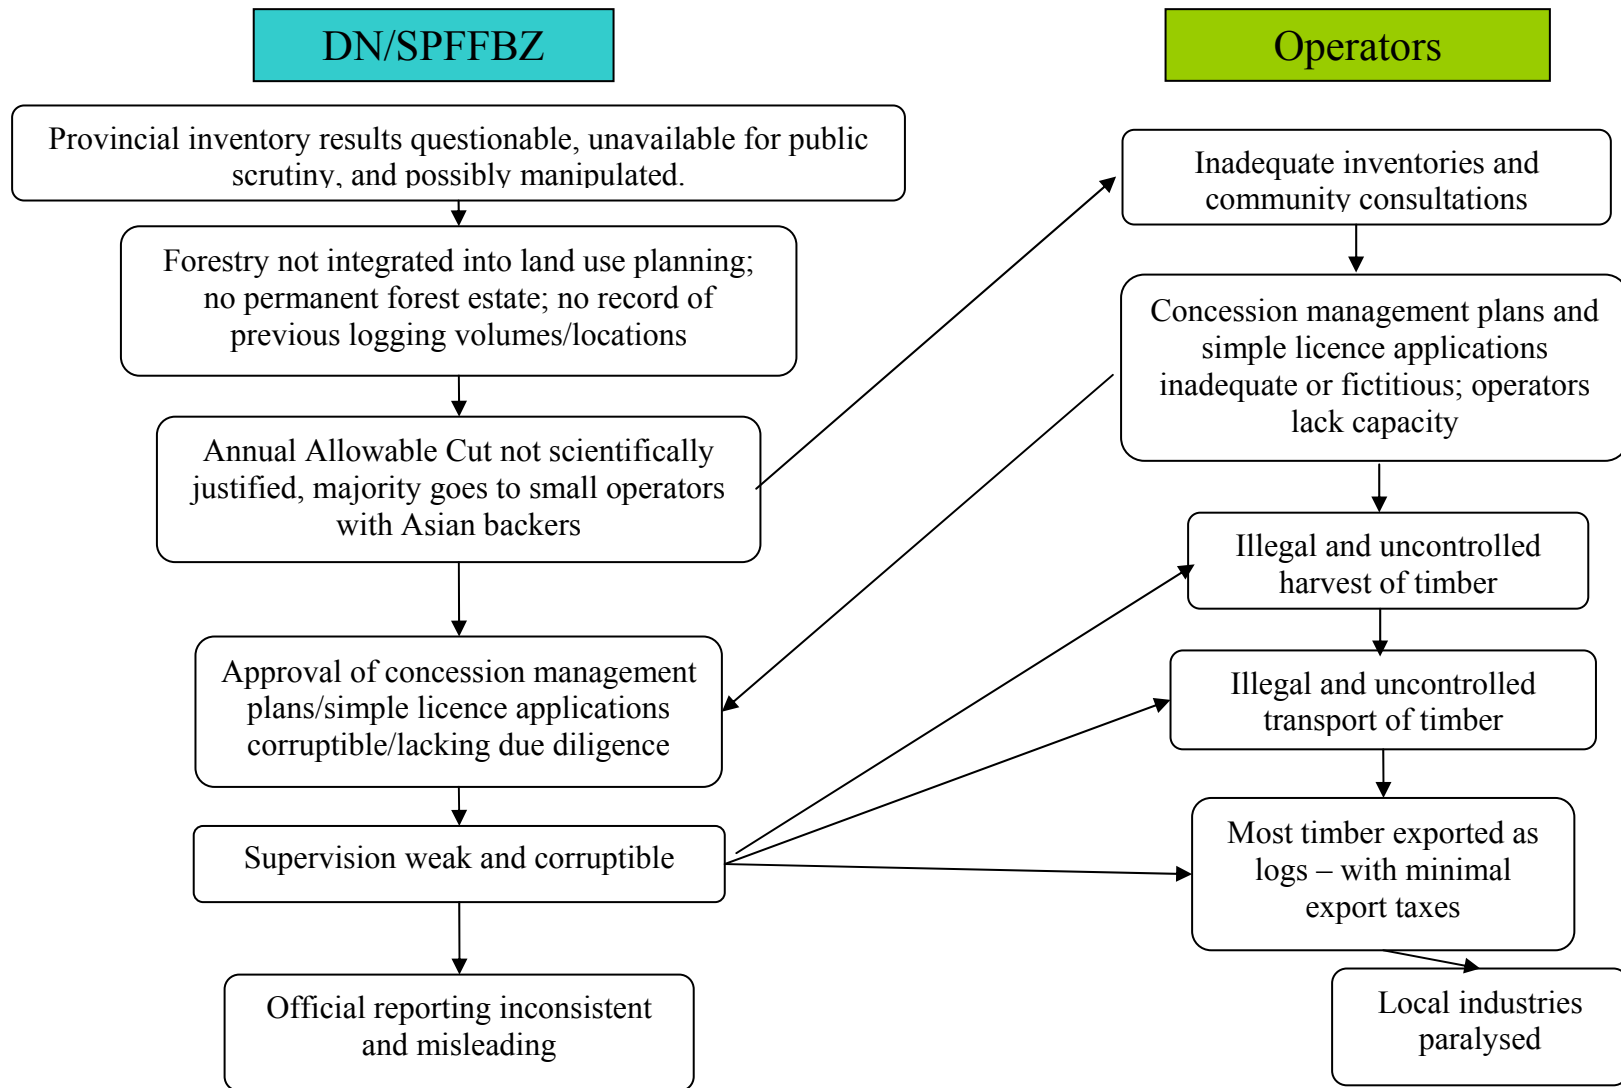 DN/SPFFBZ
Provincial inventory results questionable, unavailable for public
scrutiny, and possibly manipulated.
Forestry not integrated into land use planning;
no permanent forest estate; no record of
previous logging volumes/locations
Annual Allowable Cut not scientifically
justified, majority goes to small operators
with Asian backers
Approval of concession management
plans/simple licence applications
corruptible/lacking due diligence
Supervision weak and corruptible
Official reporting inconsistent
and misleading
Operators
Inadequate inventories and
community consultations
Concession management plans and
simple licence applications
inadequate or fictitious; operators
lack capacity
Illegal and uncontrolled
harvest of timber
Illegal and uncontrolled
transport of timber
Most timber exported as
logs – with minimal
export taxes
Local industries
paralysed